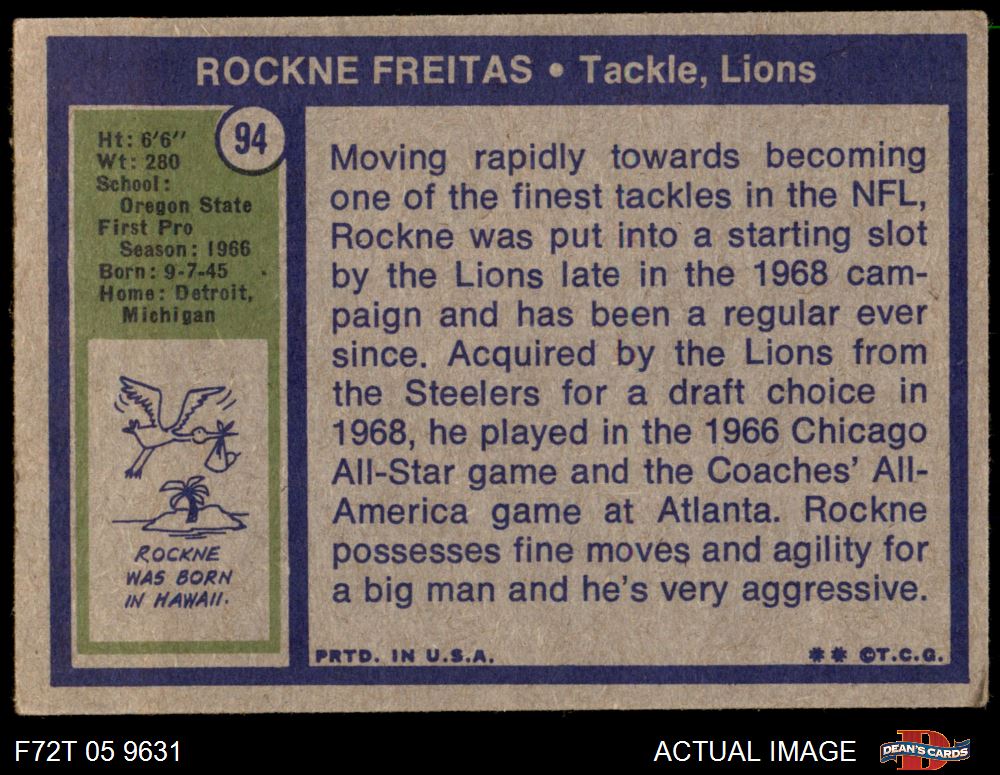 ROCKNE FREITAS • Tackle, Lions
94
Ht: 6'6"
Wt: 280
School:
Oregon State
First Pro
Season: 1966
Born: 9-7-45
Home: Detroit,
Michigan
ROCKNE
WAS BORN
IN HAWAII.
Moving rapidly towards becoming
one of the finest tackles in the NFL,
Rockne was put into a starting slot
by the Lions late in the 1968 cam-
paign and has been a regular ever
since. Acquired by the Lions from
the Steelers for a draft choice in
1968, he played in the 1966 Chicago
All-Star game and the Coaches' All-
America game at Atlanta. Rockne
possesses fine moves and agility for
a big man and he's very aggressive.
PRTD. IN U.S.A.
** ©T.C.G.
F72T 05 9631
ACTUAL IMAGE
D
DEAN'S CARDS